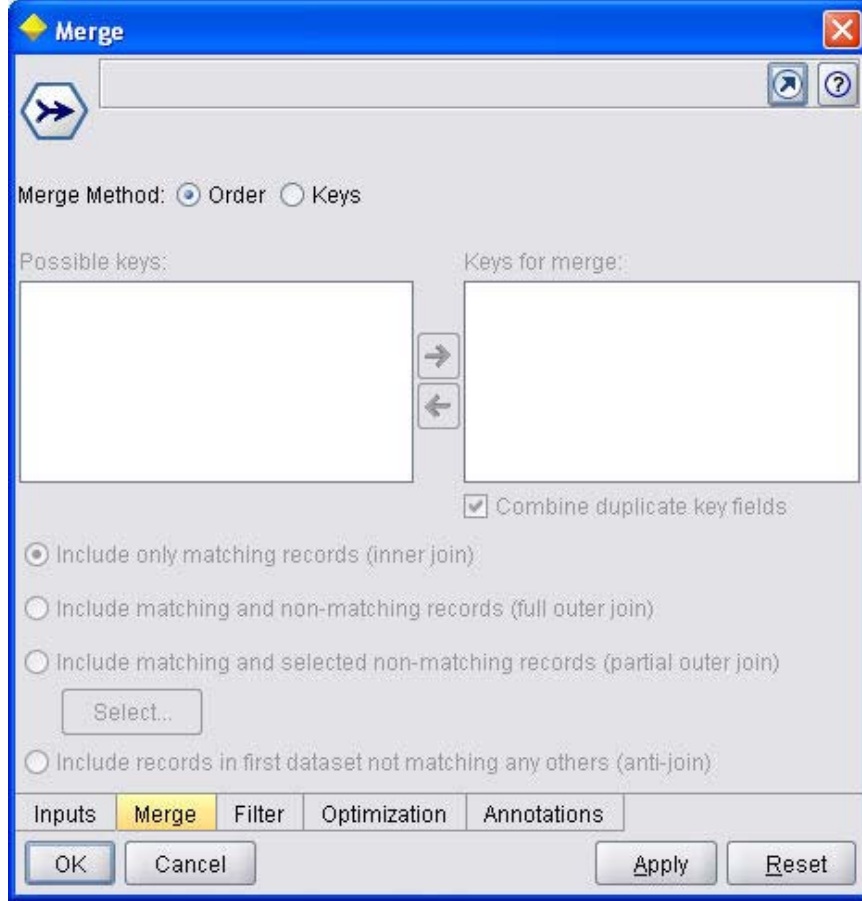 Merge
?
Merge Method: Order Keys
Possible keys: Keys for merge:
Combine duplicate key fields
Include only matching records (inner join)
Include matching and non-matching records (full outer join)
Include matching and selected non-matching records (partial outer join)
Select...
Include records in first dataset not matching any others (anti-join)
Inputs Merge Filter Optimization Annotations
OK Cancel Apply Reset